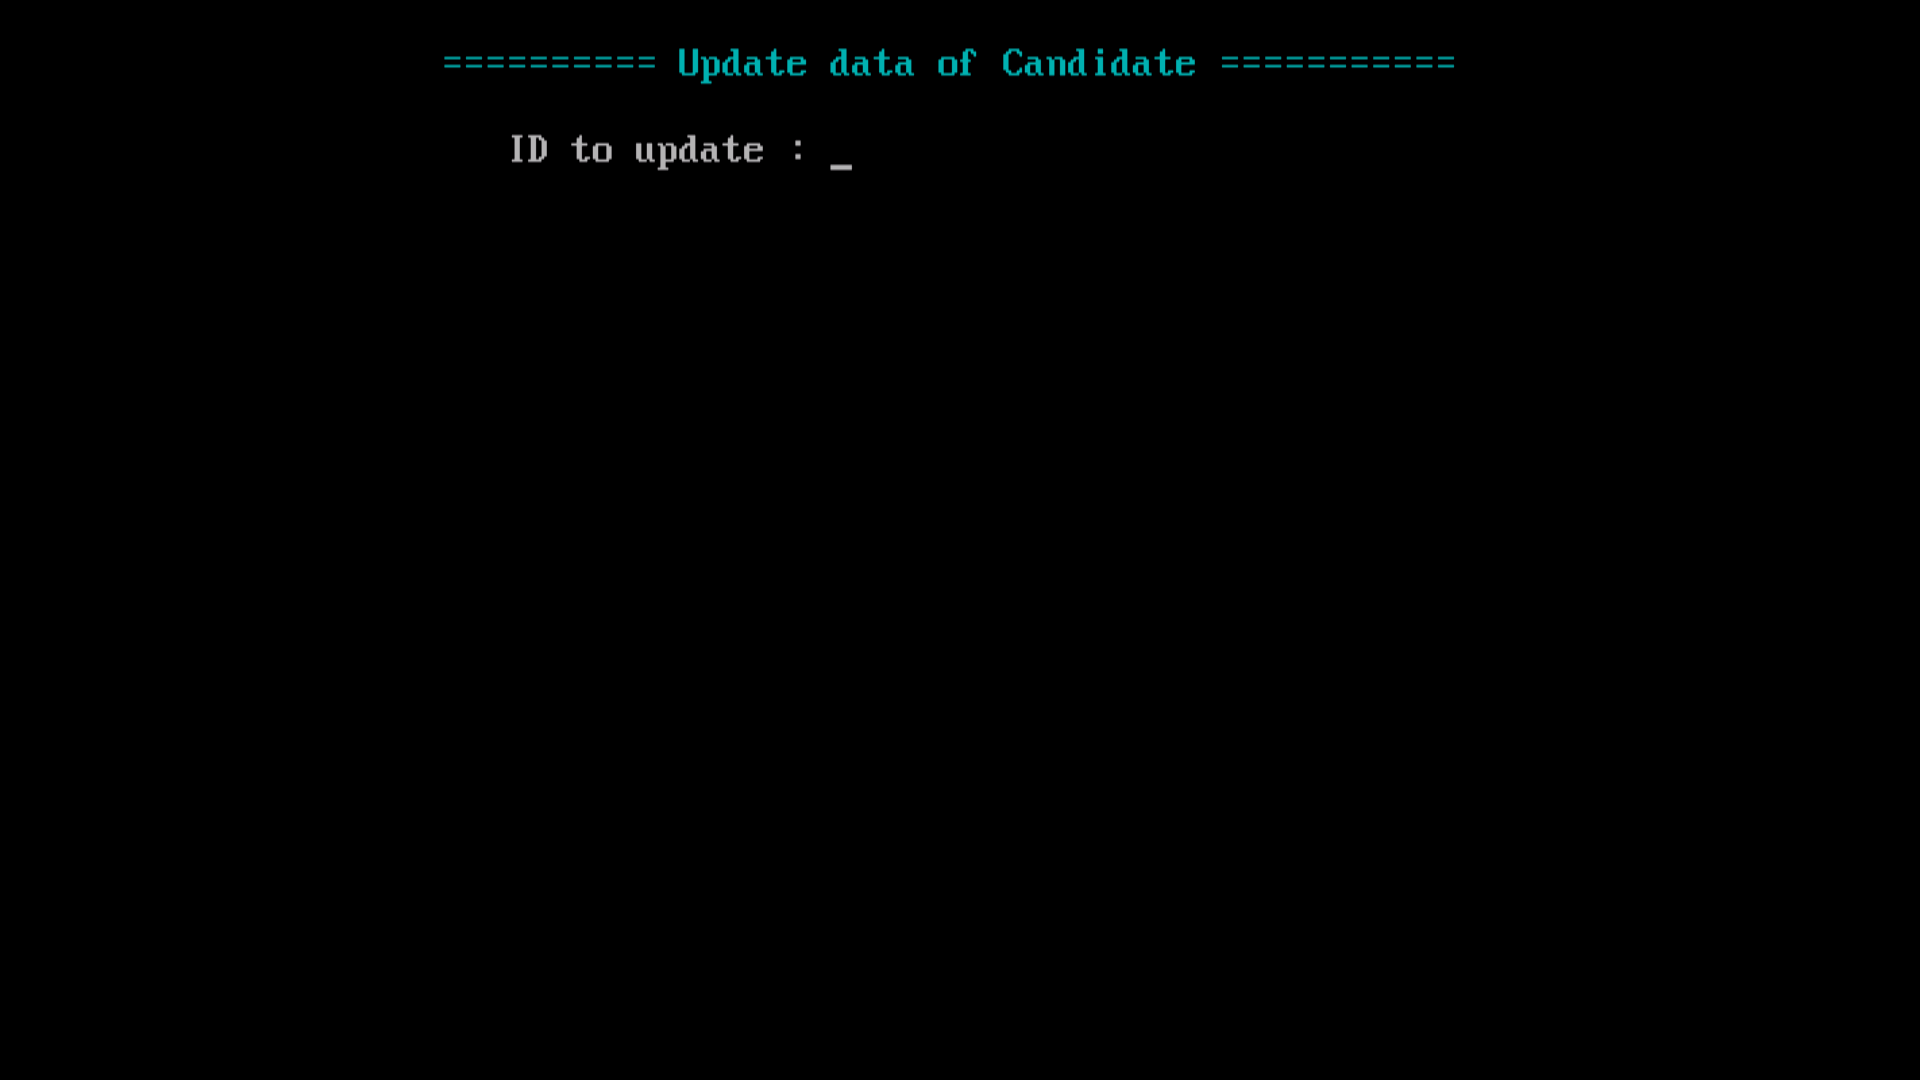 ========== Update data of Candidate ===========
ID to update : _